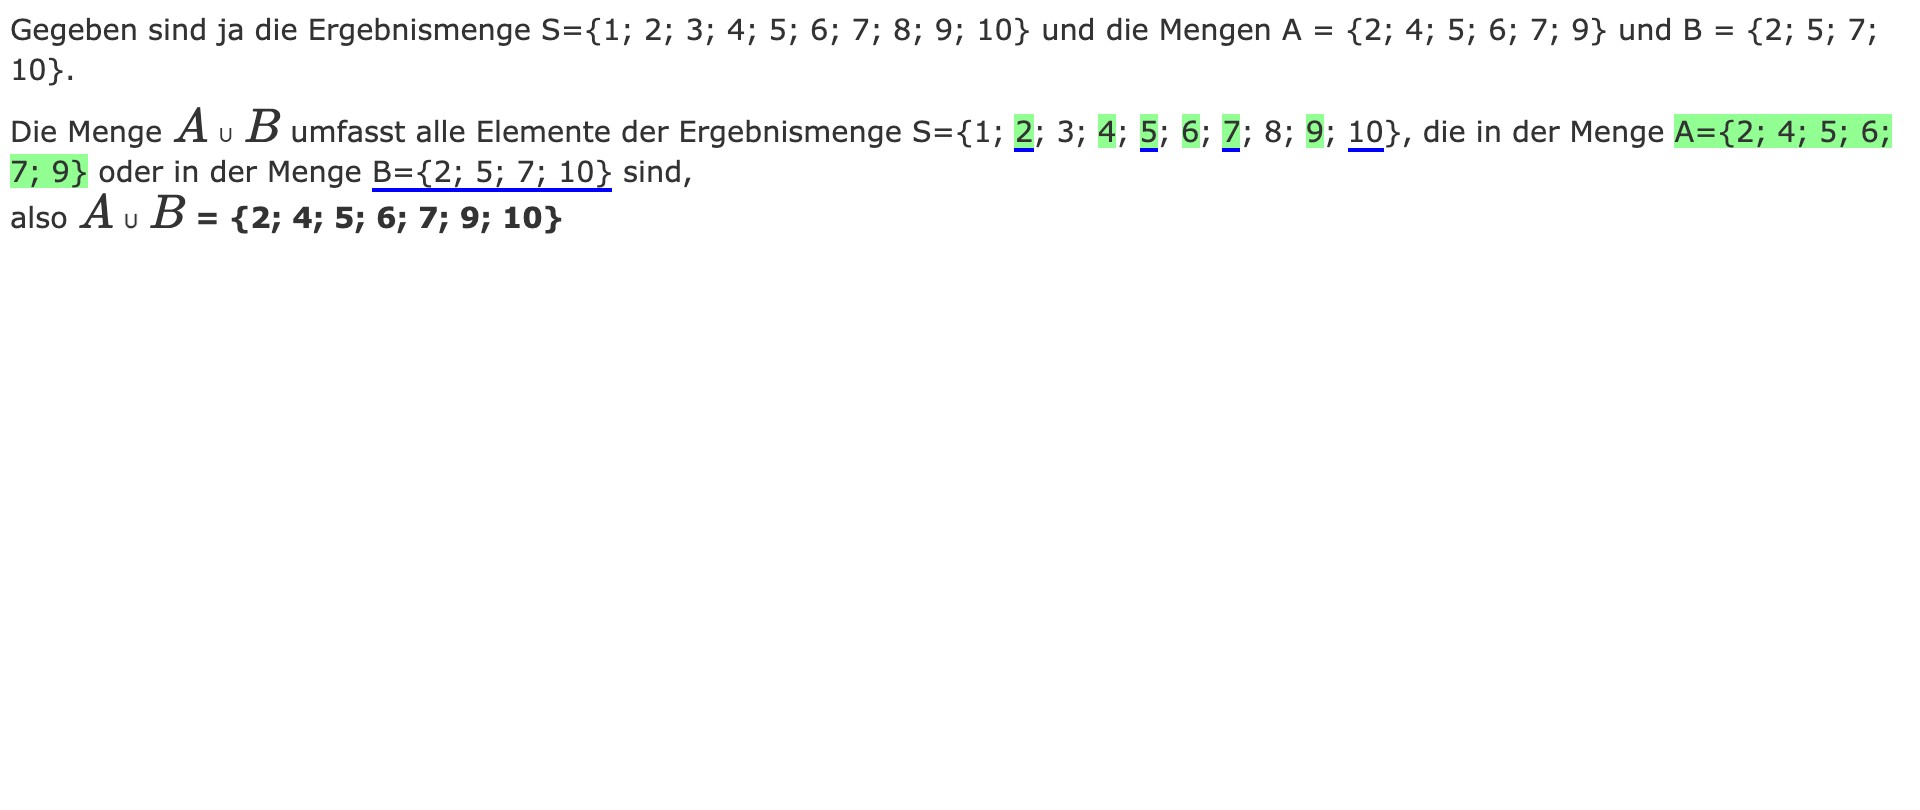 Gegeben sind ja die Ergebnismenge S={1; 2; 3; 4; 5; 6; 7; 8; 9; 10} und die Mengen A = {2; 4; 5; 6; 7; 9} und B = {2; 5; 7;
10}.
Die Menge A ∪ B umfasst alle Elemente der Ergebnismenge S={1; 2; 3; 4; 5; 6; 7; 8; 9; 10}, die in der Menge A={2; 4; 5; 6;
7; 9} oder in der Menge B={2; 5; 7; 10} sind,
also A ∪ B = {2; 4; 5; 6; 7; 9; 10}